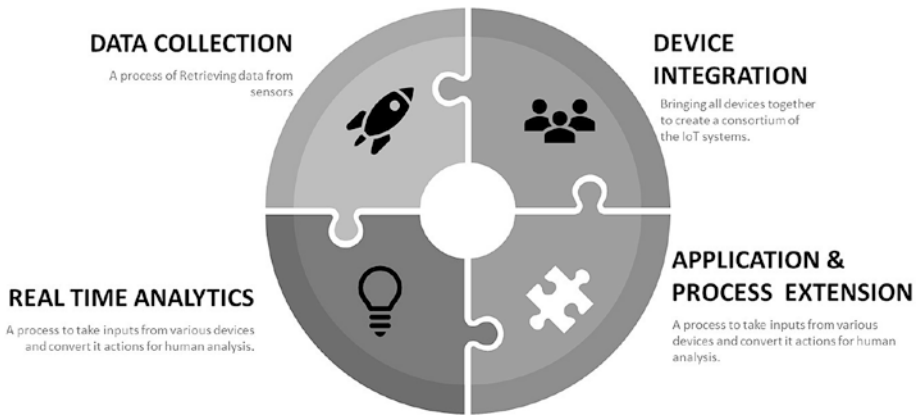 DATA COLLECTION
A process of Retrieving data from
sensors
DEVICE
INTEGRATION
Bringing all devices together
to create a consortium of
the IoT systems.
REAL TIME ANALYTICS
A process to take inputs from various devices
and convert it actions for human analysis.
APPLICATION &
PROCESS EXTENSION
A process to take inputs from various
devices and convert it actions for human
analysis.